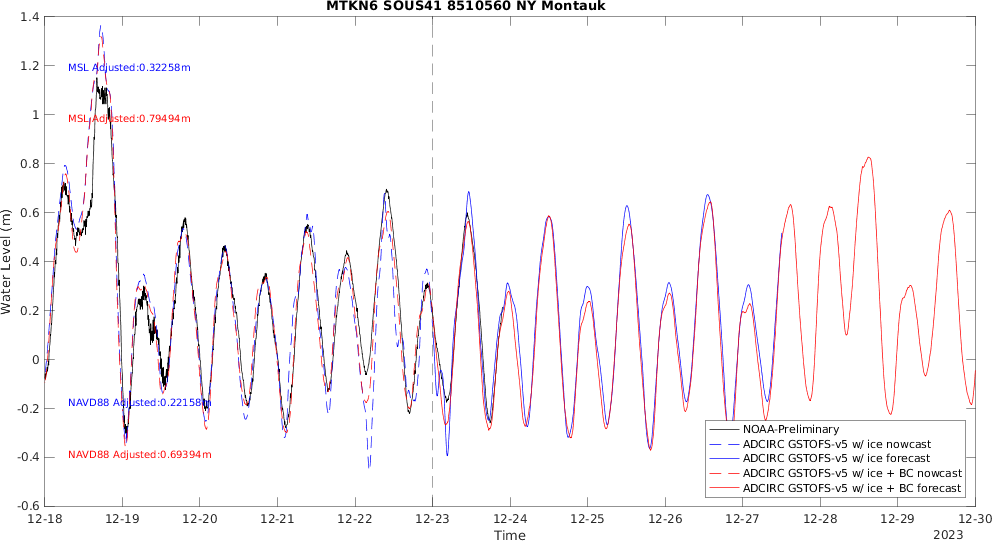 MTKN6 SOUS41 8510560 NY Montauk
1.4
1.2
1
0.8
0.6
0.4
0.2
0
-0.2
-0.4
-0.6
Water Level (m)
MSL Adjusted:0.32258m
MSL Adjusted:0.79494m
NAVD88 Adjusted:0.22158m
NAVD88 Adjusted:0.69394m
NOAA-Preliminary
ADCIRC GSTOFS-v5 w/ ice nowcast
ADCIRC GSTOFS-v5 w/ ice forecast
ADCIRC GSTOFS-v5 w/ ice + BC nowcast
ADCIRC GSTOFS-v5 w/ ice + BC forecast
12-18 12-19 12-20 12-21 12-22 12-23 12-24 12-25 12-26 12-27 12-28 12-29 12-30
Time
2023